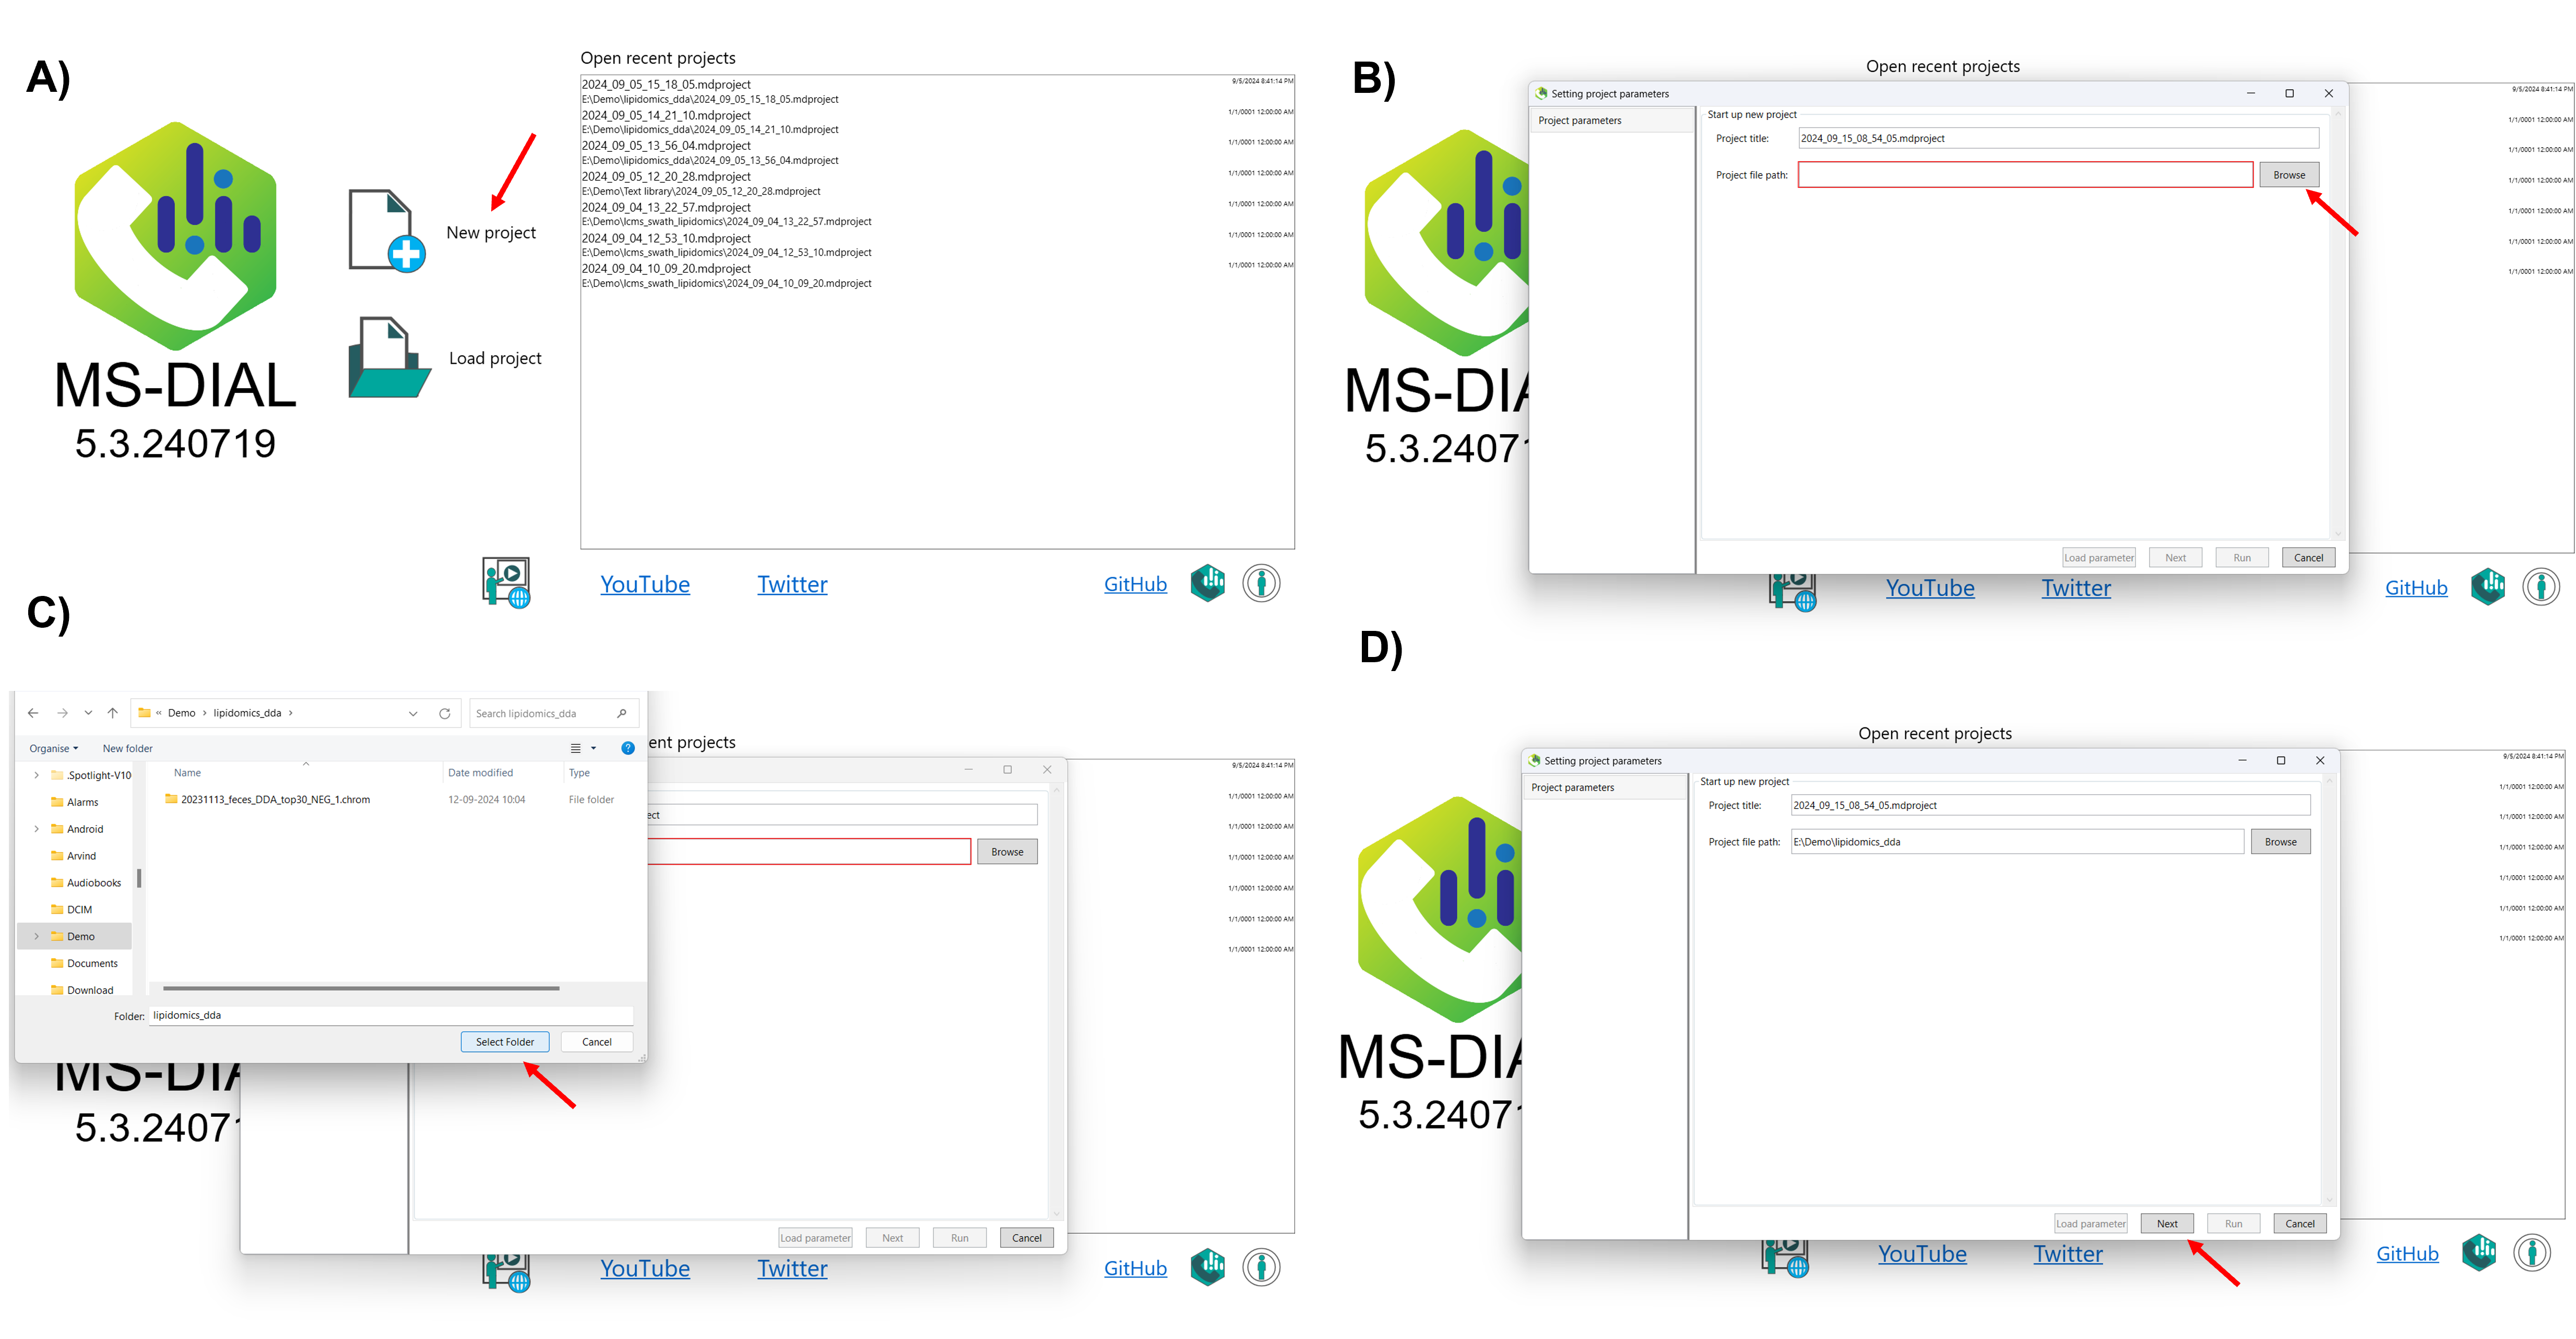 A)
Open recent projects
2024_09_05_15_18_05.mdproject
9/5/2024 8:41:14 PM
E:\Demo\lipidomics_dda\2024_09_05_15_18_05.mdproject
2024_09_05_14_21_10.mdproject
1/1/0001 12:00:00 AM
E:\Demo\lipidomics_dda\2024_09_05_14_21_10.mdproject
2024_09_05_13_56_04.mdproject
1/1/0001 12:00:00 AM
E:\Demo\lipidomics_dda\2024_09_05_13_56_04.mdproject
2024_09_05_12_20_28.mdproject
1/1/0001 12:00:00 AM
E:\Demo\Text library\2024_09_05_12_20_28.mdproject
2024_09_04_13_22_57.mdproject
1/1/0001 12:00:00 AM
E:\Demo\lcms_swath_lipidomics\2024_09_04_13_22_57.mdproject
2024_09_04_12_53_10.mdproject
1/1/0001 12:00:00 AM
E:\Demo\lcms_swath_lipidomics\2024_09_04_12_53_10.mdproject
2024_09_04_10_09_20.mdproject
1/1/0001 12:00:00 AM
E:\Demo\lcms_swath_lipidomics\2024_09_04_10_09_20.mdproject
New project
Load project
MS-DIAL
5.3.240719
YouTube Twitter GitHub
B)
Open recent projects
Setting project parameters
Project parameters
Start up new project
Project title: 2024_09_15_08_54_05.mdproject
Project file path: Browse
9/5/2024 8:41:14 PM
1/1/0001 12:00:00 AM
1/1/0001 12:00:00 AM
1/1/0001 12:00:00 AM
1/1/0001 12:00:00 AM
1/1/0001 12:00:00 AM
1/1/0001 12:00:00 AM
MS-DIA
5.3.2407
Load parameter Next Run Cancel
YouTube Twitter GitHub
C)
« Demo › lipidomics_dda ›
Search lipidomics_dda
Organise New folder
Name Date modified Type
20231113_feces_DDA_top30_NEG_1.chrom 12-09-2024 10:04 File folder
.Spotlight-V10
Alarms
Android
Arvind
Audiobooks
DCIM
Demo
Documents
Download
Folder: lipidomics_dda
Select Folder Cancel
ent projects
ect
Browse
9/5/2024 8:41:14 PM
1/1/0001 12:00:00 AM
1/1/0001 12:00:00 AM
1/1/0001 12:00:00 AM
1/1/0001 12:00:00 AM
1/1/0001 12:00:00 AM
1/1/0001 12:00:00 AM
MS-DIA
5.3.2407
Load parameter Next Run Cancel
YouTube Twitter GitHub
D)
Open recent projects
Setting project parameters
Project parameters
Start up new project
Project title: 2024_09_15_08_54_05.mdproject
Project file path: E:\Demo\lipidomics_dda Browse
9/5/2024 8:41:14 PM
1/1/0001 12:00:00 AM
1/1/0001 12:00:00 AM
1/1/0001 12:00:00 AM
1/1/0001 12:00:00 AM
1/1/0001 12:00:00 AM
1/1/0001 12:00:00 AM
MS-DIA
5.3.2407
Load parameter Next Run Cancel
YouTube Twitter GitHub